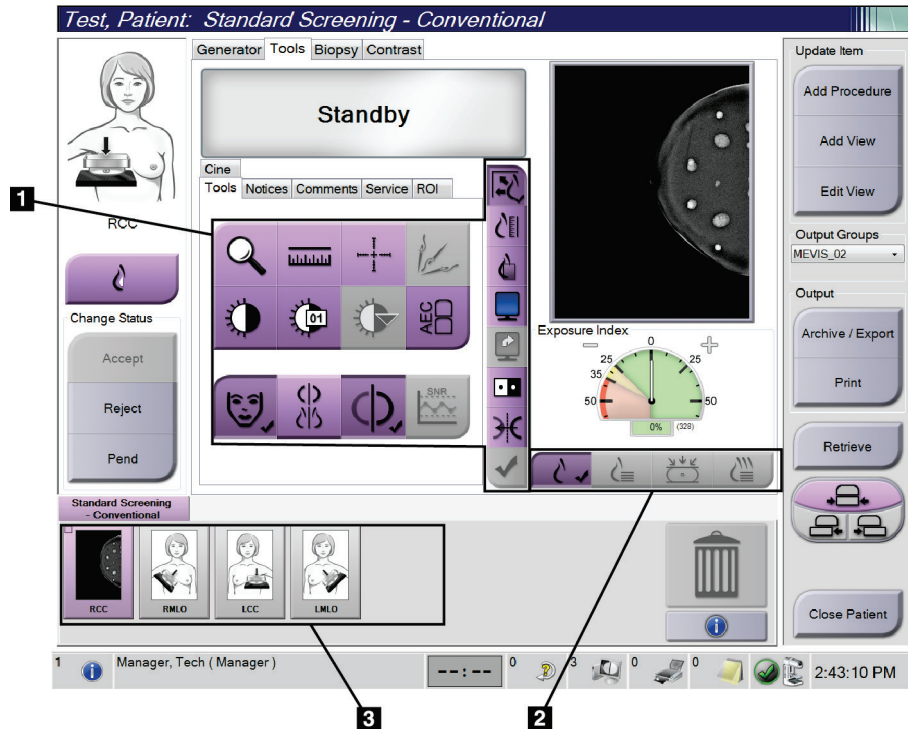 Test, Patient: Standard Screening - Conventional
Generator Tools Biopsy Contrast
Standby
Cine
Tools Notices Comments Service ROI
1
RCC
01
AEC
SNR
Change Status
Accept
Reject
Pend
Exposure Index
0
25 25
35
50 50
0% (328)
Update Item
Add Procedure
Add View
Edit View
Output Groups
MEVIS_02
Output
Archive / Export
Print
Retrieve
Close Patient
Standard Screening
- Conventional
RCC RMLO LCC LMLO
1 Manager, Tech ( Manager ) --:-- 0 3 0 0 2:43:10 PM
3 2